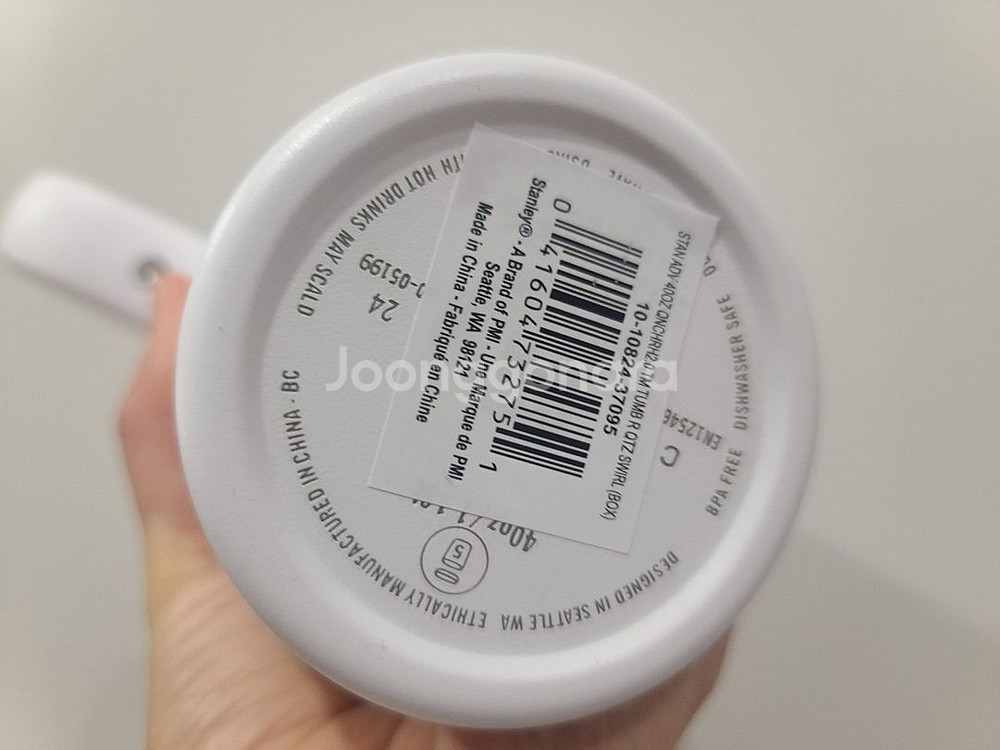 STAN ADV 40OZ QNCHRH2.0 TM TUMB R QTZ SWIRL (BOX)
10-10824-37095
0 41604 73275 1
Stanley® - A Brand of PMI - Une Marque de PMI
Seattle, WA 98121
Made in China - Fabriqué en Chine
HOT DRINKS MAY SCALD
-05199
24
ETHICALLY MANUFACTURED IN CHINA - BC
DESIGNED IN SEATTLE WA
BPA FREE
DISHWASHER SAFE
EN12546
C
40oz /
5
Joonggonara